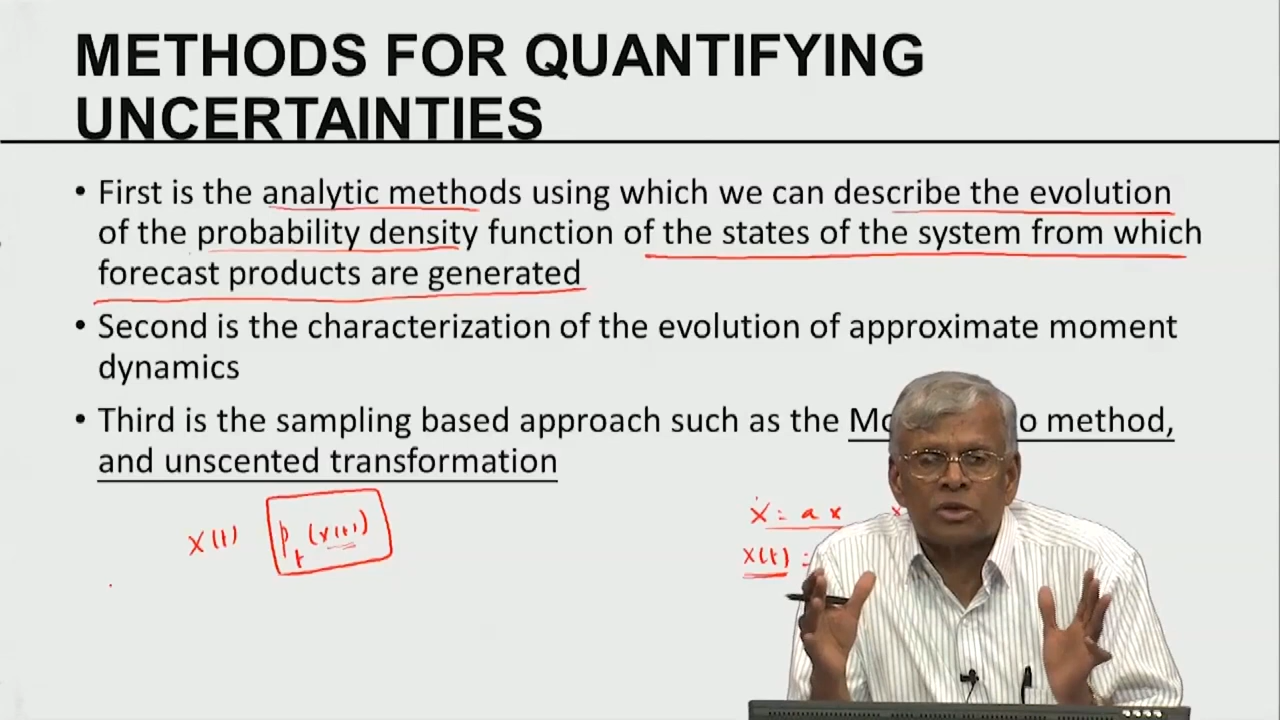 METHODS FOR QUANTIFYING
UNCERTAINTIES
• First is the analytic methods using which we can describe the evolution
of the probability density function of the states of the system from which
forecast products are generated
• Second is the characterization of the evolution of approximate moment
dynamics
• Third is the sampling based approach such as the method,
and unscented transformation
x(t) p_t(x(t)) ẋ = a x
x(t) =